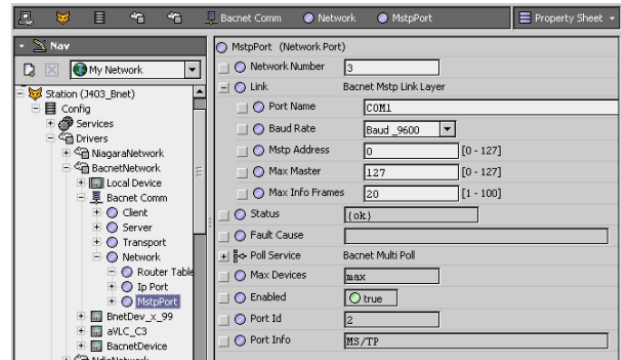 Bacnet Comm Network MstpPort Property Sheet
Nav
My Network
Station (J403_Bnet)
Config
Services
Drivers
NiagaraNetwork
BacnetNetwork
Local Device
Bacnet Comm
Client
Server
Transport
Network
Router Table
Ip Port
MstpPort
BnetDev_x_99
aVLC_C3
BacnetDevice
MstpPort (Network Port)
Network Number 3
Link Bacnet Mstp Link Layer
Port Name COM1
Baud Rate Baud _9600
Mstp Address 0 [0 - 127]
Max Master 127 [0 - 127]
Max Info Frames 20 [1 - 100]
Status {ok}
Fault Cause
Poll Service Bacnet Multi Poll
Max Devices max
Enabled true
Port Id 2
Port Info MS/TP